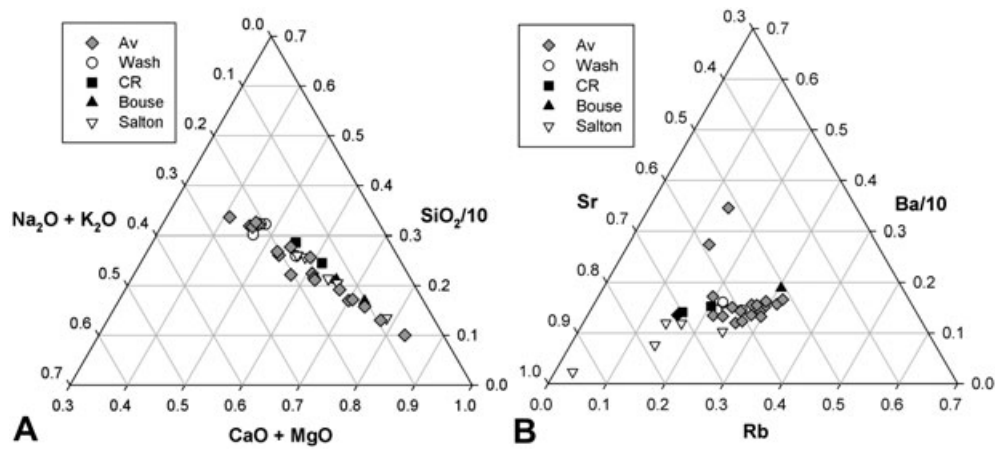 0.0 0.7
Av
Wash
CR
Bouse
Salton
0.1 0.6
0.2 0.5
0.3 0.4
Na2O + K2O 0.4 0.3 SiO2/10
0.5 0.2
0.6 0.1
0.7 0.0
0.3 0.4 0.5 0.6 0.7 0.8 0.9 1.0
A CaO + MgO
0.3 0.7
Av
Wash
CR
Bouse
Salton
0.4 0.6
0.5 0.5
0.6 0.4
Sr 0.7 0.3 Ba/10
0.8 0.2
0.9 0.1
1.0 0.0
0.0 0.1 0.2 0.3 0.4 0.5 0.6 0.7
B Rb